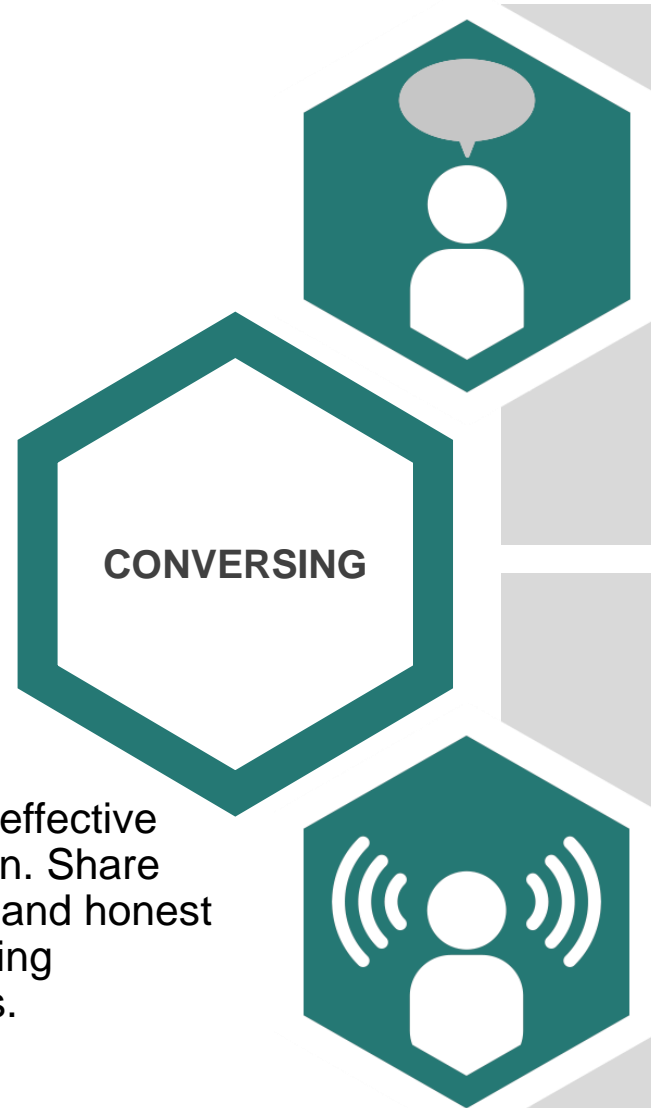 CONVERSING
effective
n. Share
and honest
ing
s.